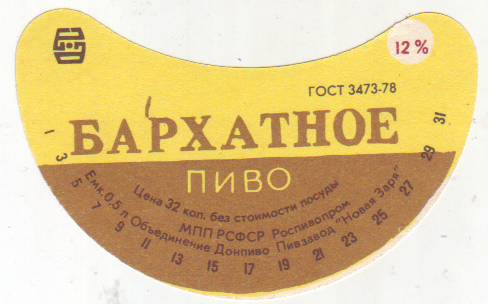 12 %
ГОСТ 3473-78
БАРХАТНОЕ
ПИВО
Цена 32 коп. без стоимости посуды
МПП РСФСР Роспивопром
Емк. 0,5 л Объединение Донпиво Пивзавод "Новая Заря"
1 3 5 7 9 11 13 15 17 19 21 23 25 27 29 31